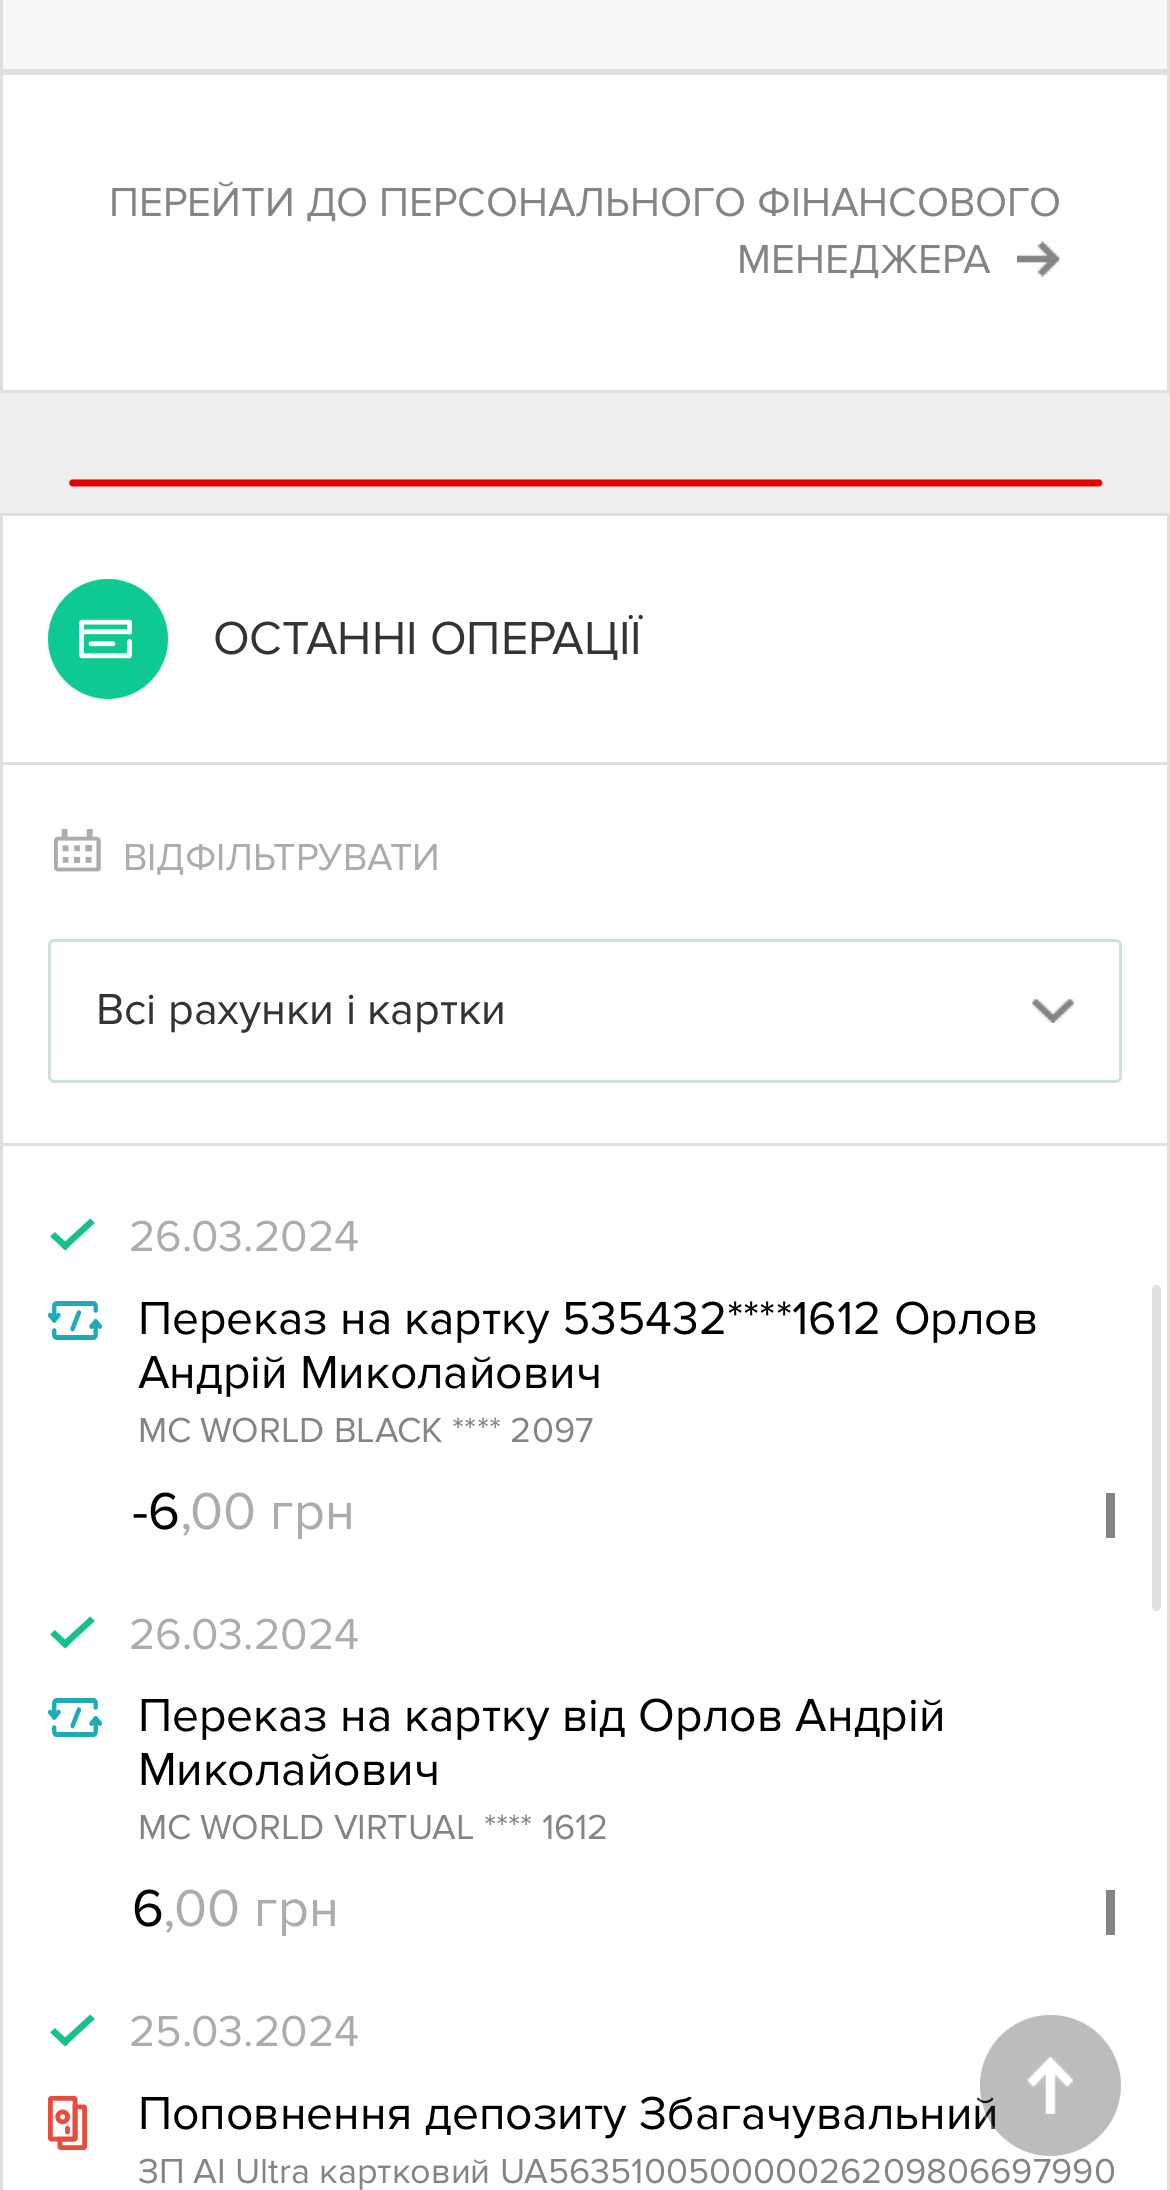 ПЕРЕЙТИ ДО ПЕРСОНАЛЬНОГО ФІНАНСОВОГО
МЕНЕДЖЕРА
ОСТАННІ ОПЕРАЦІЇ
ВІДФІЛЬТРУВАТИ
Всі рахунки і картки
26.03.2024
Переказ на картку 535432****1612 Орлов
Андрій Миколайович
MC WORLD BLACK **** 2097
-6,00 грн
26.03.2024
Переказ на картку від Орлов Андрій
Миколайович
MC WORLD VIRTUAL **** 1612
6,00 грн
25.03.2024
Поповнення депозиту Збагачувальний
ЗП AI Ultra картковий UA563510050000026209806697990